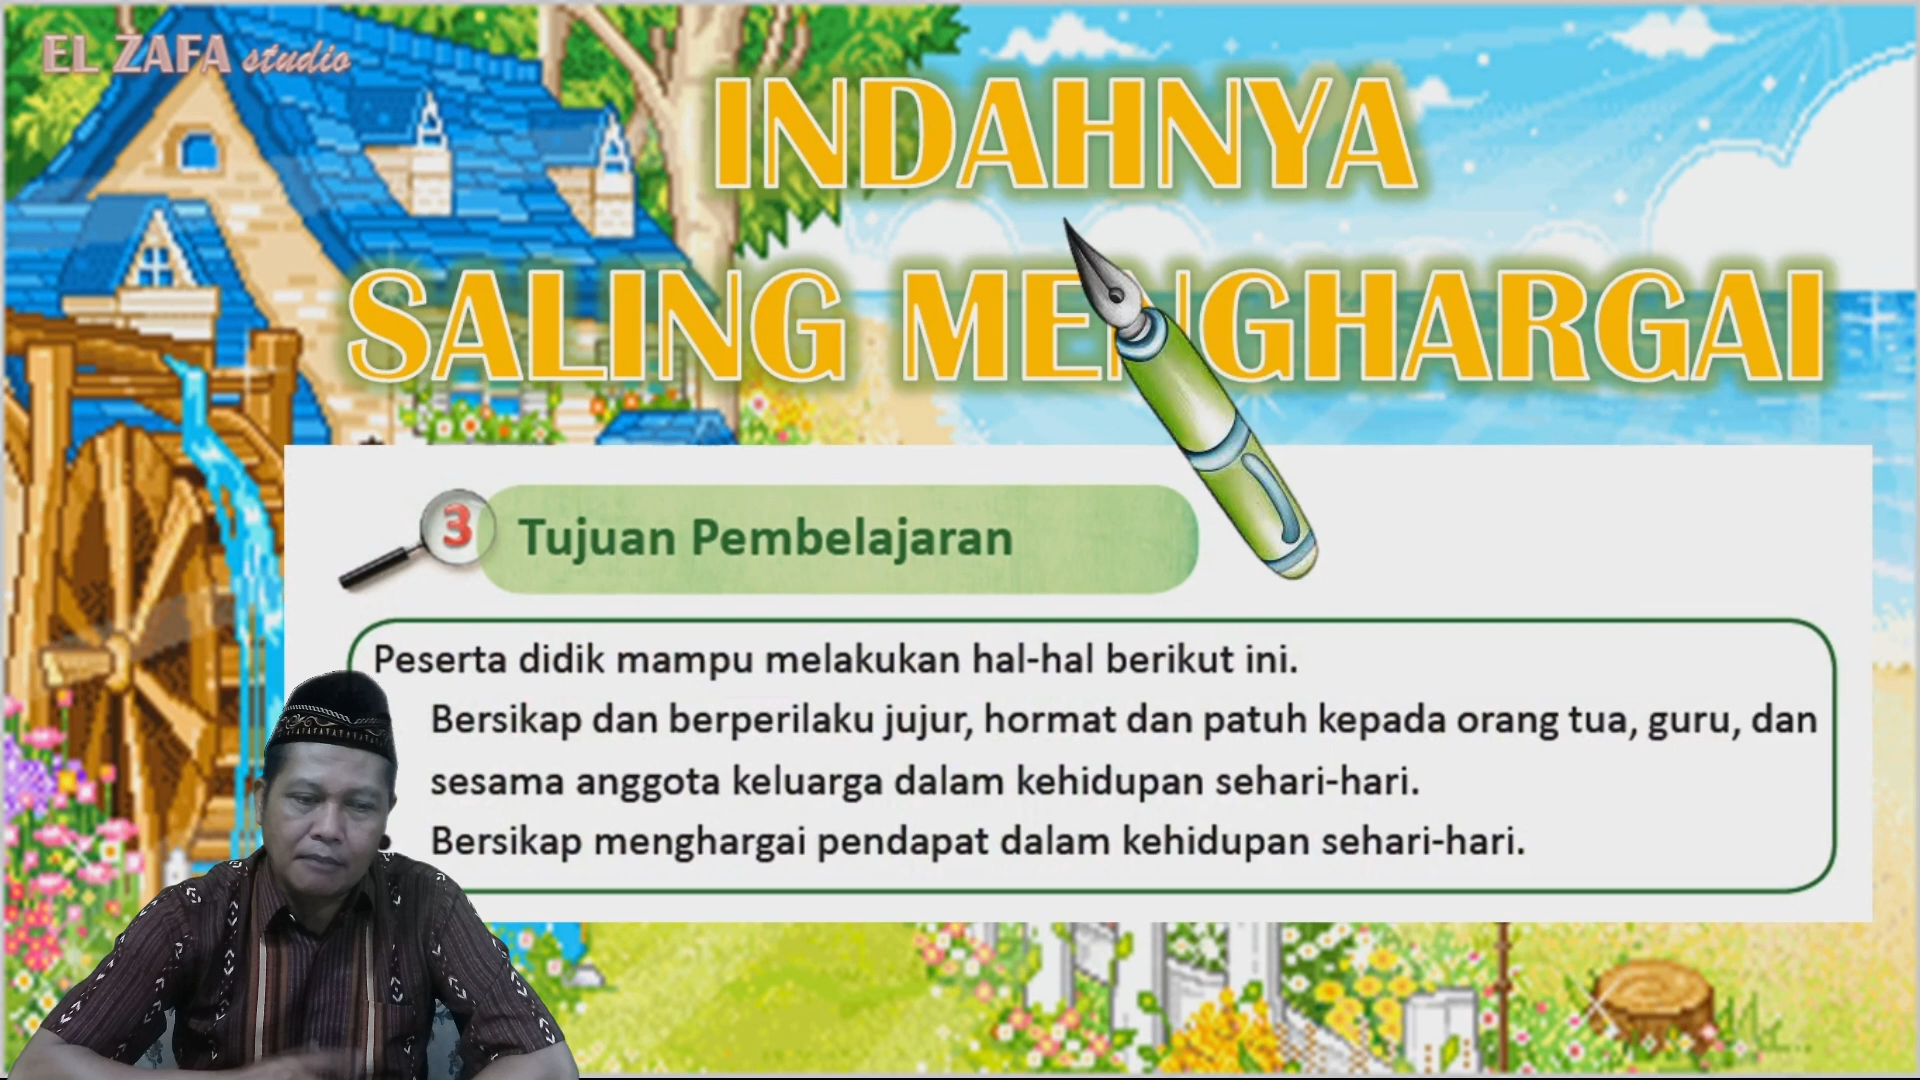 EL ZAFA studio
INDAHNYA
SALING MENGHARGAI
3 Tujuan Pembelajaran
Peserta didik mampu melakukan hal-hal berikut ini.
Bersikap dan berperilaku jujur, hormat dan patuh kepada orang tua, guru, dan
sesama anggota keluarga dalam kehidupan sehari-hari.
• Bersikap menghargai pendapat dalam kehidupan sehari-hari.